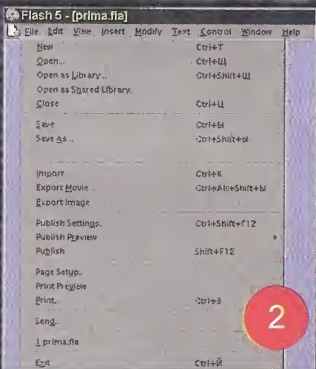 Flash 5 - [prima.fla]
File Edit View Insert Modify Text Control Window Help
New Ctrl+T
Open... Ctrl+Щ
Open as Library... Ctrl+Shift+Щ
Open as Shared Library.
Close Ctrl+Ц
Save Ctrl+Ы
Save As... Ctrl+Shift+Ы
Import Ctrl+K
Export Movie Ctrl+Alt+Shift+Ы
Export Image
Publish Settings. Ctrl+Shift+F12
Publish Preview
Publish Shift+F12
Page Setup..
Print Preview
Print. Ctrl+З
Send..
1 prima.fla
Exit Ctrl+Й
2